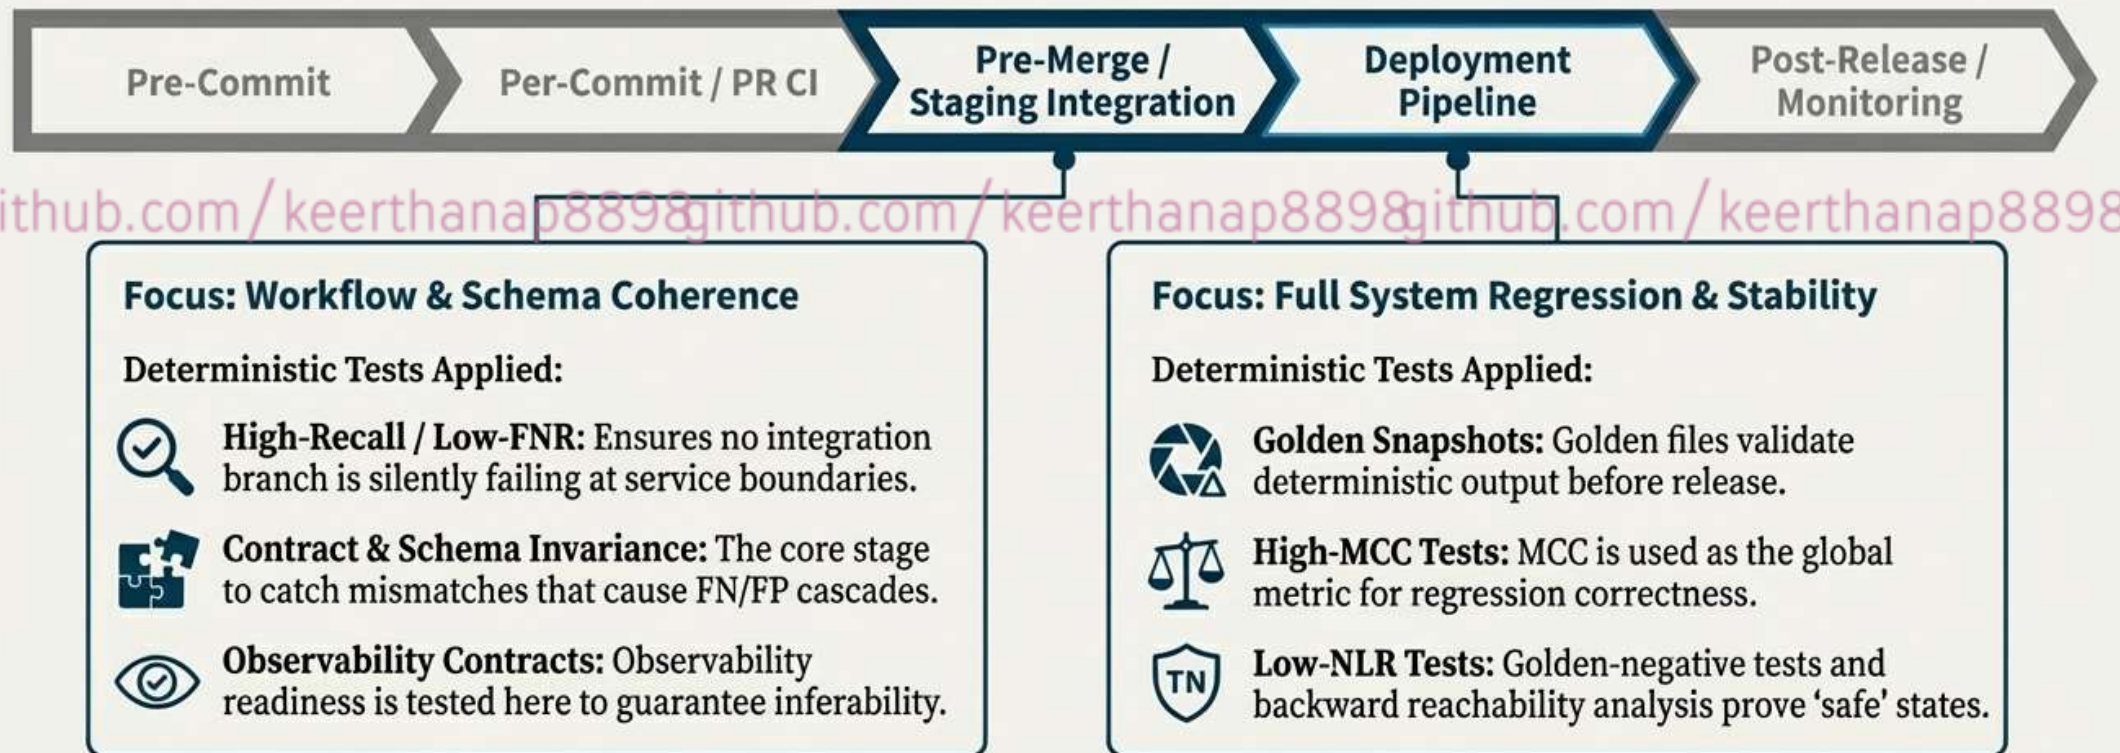 Pre-Commit
Per-Commit / PR CI
Pre-Merge /
Staging Integration
Deployment
Pipeline
Post-Release /
Monitoring
ithub.com/keerthanap8898github.com/keerthanap8898github.com/keerthanap8898
Focus: Workflow & Schema Coherence
Deterministic Tests Applied:
High-Recall / Low-FNR: Ensures no integration
branch is silently failing at service boundaries.
Contract & Schema Invariance: The core stage
to catch mismatches that cause FN/FP cascades.
Observability Contracts: Observability
readiness is tested here to guarantee inferability.
Focus: Full System Regression & Stability
Deterministic Tests Applied:
Golden Snapshots: Golden files validate
deterministic output before release.
High-MCC Tests: MCC is used as the global
metric for regression correctness.
TN
Low-NLR Tests: Golden-negative tests and
backward reachability analysis prove ‘safe’ states.